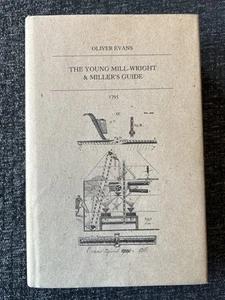 OLIVER EVANS
THE YOUNG MILL-WRIGHT
& MILLER'S GUIDE
1795